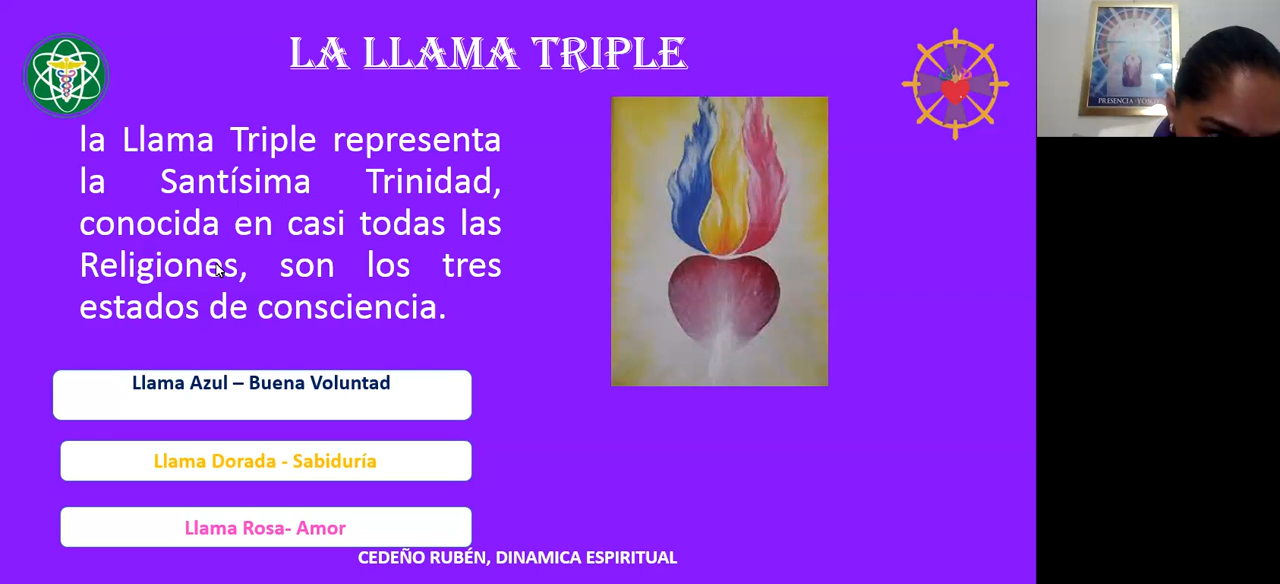 LA LLAMA TRIPLE
la Llama Triple representa
la Santísima Trinidad,
conocida en casi todas las
Religiones, son los tres
estados de consciencia.
Llama Azul – Buena Voluntad
Llama Dorada - Sabiduría
Llama Rosa- Amor
CEDEÑO RUBÉN, DINAMICA ESPIRITUAL
PRESENCIA